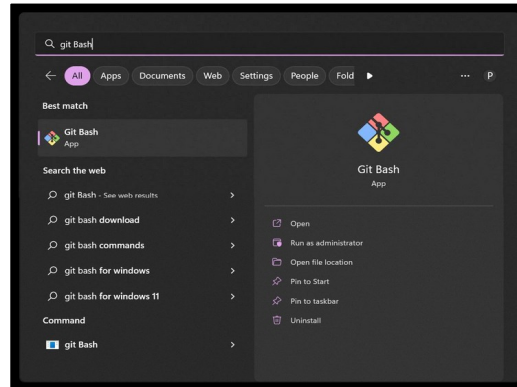 git Bash
All Apps Documents Web Settings People Fold P
Best match
Git Bash
App
Search the web
git Bash - See web results
git bash download
git bash commands
git bash for windows
git bash for windows 11
Command
git Bash
Git Bash
App
Open
Run as administrator
Open file location
Pin to Start
Pin to taskbar
Uninstall